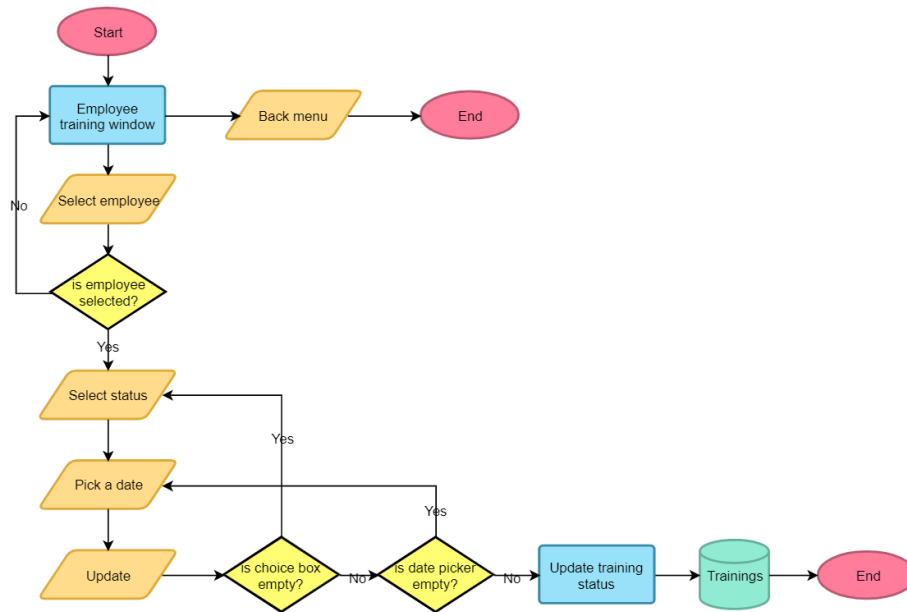 Start
Employee
training window
Back menu
End
Select employee
No
is employee
selected?
Yes
Select status
Yes
Pick a date
Yes
Update
is choice box
empty?
No
is date picker
empty?
No
Update training
status
Trainings
End